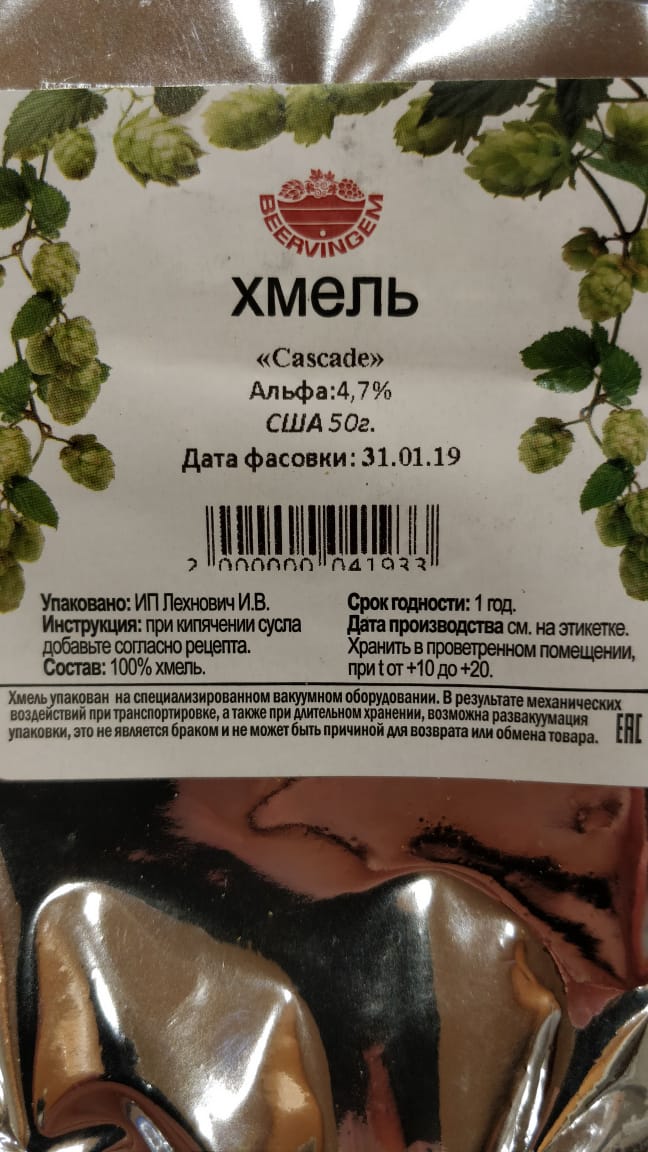 BEERVINGEM
ХМЕЛЬ
«Cascade»
Альфа:4,7%
США 50г.
Дата фасовки: 31.01.19
2 000000 041933
Упаковано: ИП Лехнович И.В.
Инструкция: при кипячении сусла
добавьте согласно рецепта.
Состав: 100% хмель.
Срок годности: 1 год.
Дата производства см. на этикетке.
Хранить в проветренном помещении,
при t от +10 до +20.
Хмель упакован на специализированном вакуумном оборудовании. В результате механических
воздействий при транспортировке, а также при длительном хранении, возможна развакуумация
упаковки, это не является браком и не может быть причиной для возврата или обмена товара.
ЕАС